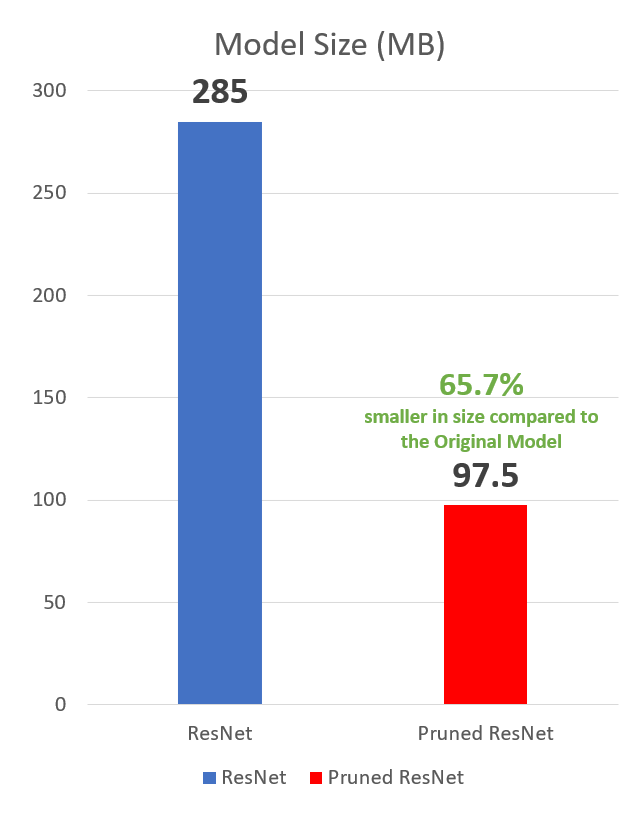 Model Size (MB)
300
285
250
200
150
65.7%
smaller in size compared to
the Original Model
97.5
100
50
0
ResNet
Pruned ResNet
ResNet
Pruned ResNet